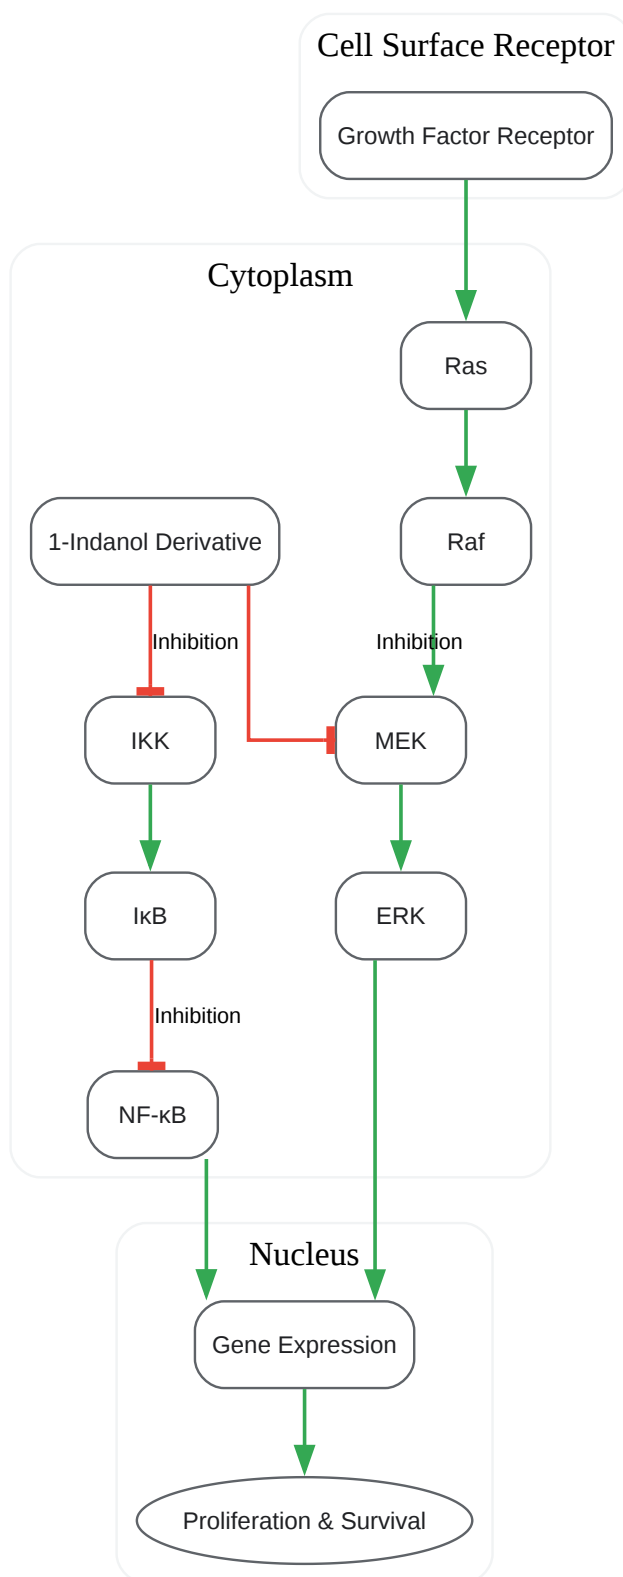 Cell Surface Receptor
Growth Factor Receptor
Cytoplasm
Ras
1-Indanol Derivative
Raf
Inhibition
Inhibition
IKK
MEK
IκB
ERK
Inhibition
NF-κB
Nucleus
Gene Expression
Proliferation & Survival